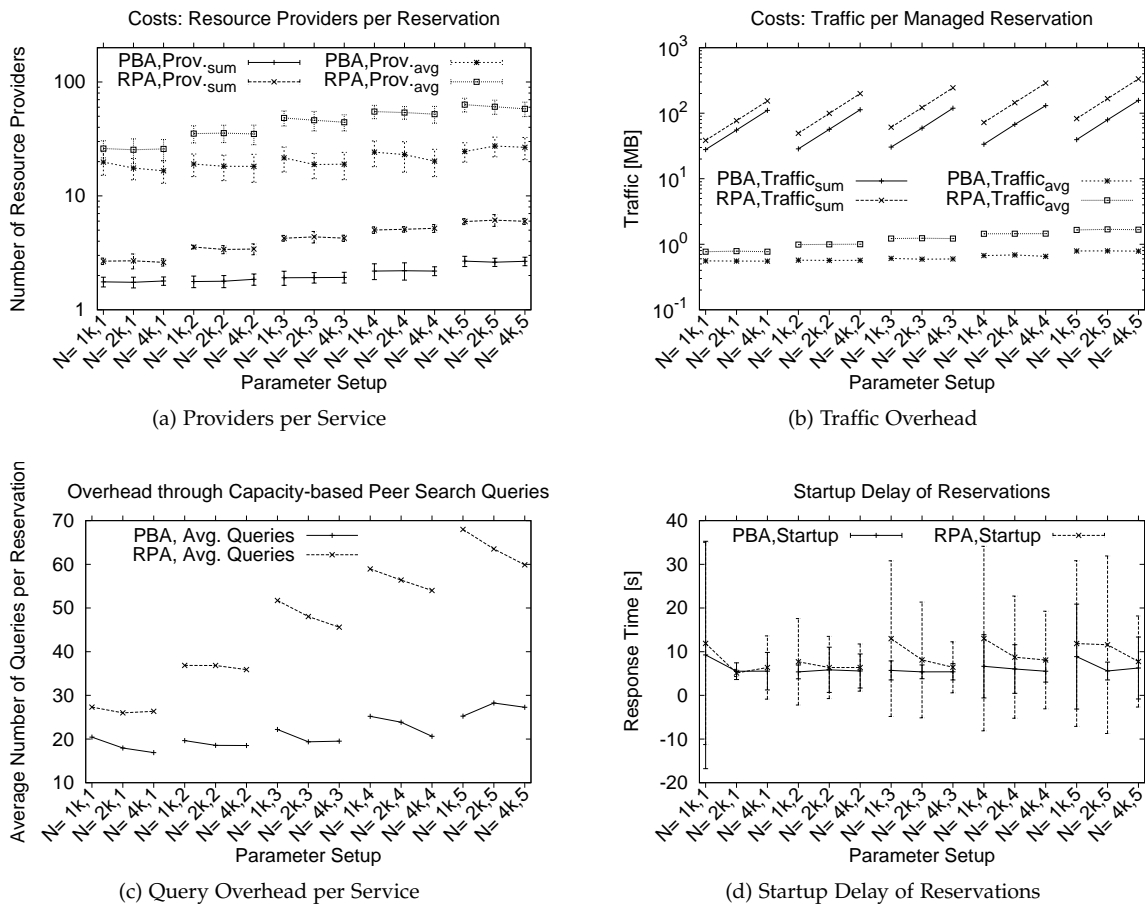 Costs: Resource Providers per Reservation
Number of Resource Providers
100
10
1
PBA,Prov.sum
RPA,Prov.sum
PBA,Prov.avg
RPA,Prov.avg
N= 1k,1
N= 2k,1
N= 4k,1
N= 1k,2
N= 2k,2
N= 4k,2
N= 1k,3
N= 2k,3
N= 4k,3
N= 1k,4
N= 2k,4
N= 4k,4
N= 1k,5
N= 2k,5
N= 4k,5
Parameter Setup
(a) Providers per Service
Costs: Traffic per Managed Reservation
Traffic [MB]
10^4
10^3
10^2
10^1
10^0
10^-1
PBA,Traffic_sum
RPA,Traffic_sum
PBA,Traffic_avg
RPA,Traffic_avg
N= 1k,1
N= 2k,1
N= 4k,1
N= 1k,2
N= 2k,2
N= 4k,2
N= 1k,3
N= 2k,3
N= 4k,3
N= 1k,4
N= 2k,4
N= 4k,4
N= 1k,5
N= 2k,5
N= 4k,5
Parameter Setup
(b) Traffic Overhead
Overhead through Capacity-based Peer Search Queries
Average Number of Queries per Reservation
70
60
50
40
30
20
10
PBA, Avg. Queries
RPA, Avg. Queries
N= 1k,1
N= 2k,1
N= 4k,1
N= 1k,2
N= 2k,2
N= 4k,2
N= 1k,3
N= 2k,3
N= 4k,3
N= 1k,4
N= 2k,4
N= 4k,4
N= 1k,5
N= 2k,5
N= 4k,5
Parameter Setup
(c) Query Overhead per Service
Startup Delay of Reservations
Response Time [s]
40
30
20
10
0
-10
-20
PBA,Startup
RPA,Startup
N= 1k,1
N= 2k,1
N= 4k,1
N= 1k,2
N= 2k,2
N= 4k,2
N= 1k,3
N= 2k,3
N= 4k,3
N= 1k,4
N= 2k,4
N= 4k,4
N= 1k,5
N= 2k,5
N= 4k,5
Parameter Setup
(d) Startup Delay of Reservations